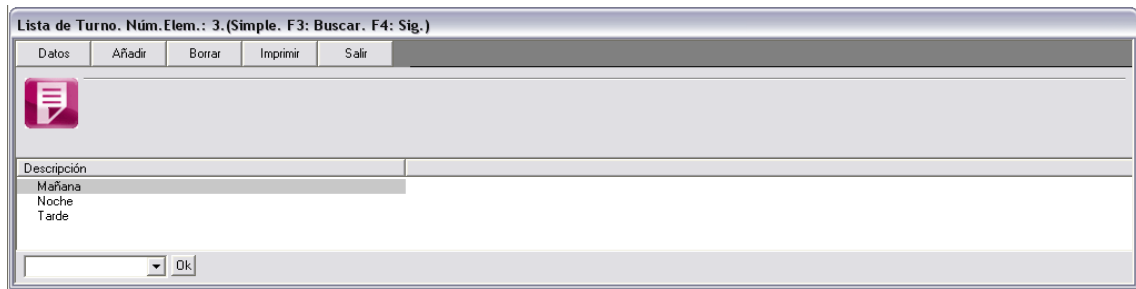 Lista de Turno. Núm.Elem.: 3.(Simple. F3: Buscar. F4: Sig.)
Datos Añadir Borrar Imprimir Salir
Descripción
Mañana
Noche
Tarde
Ok